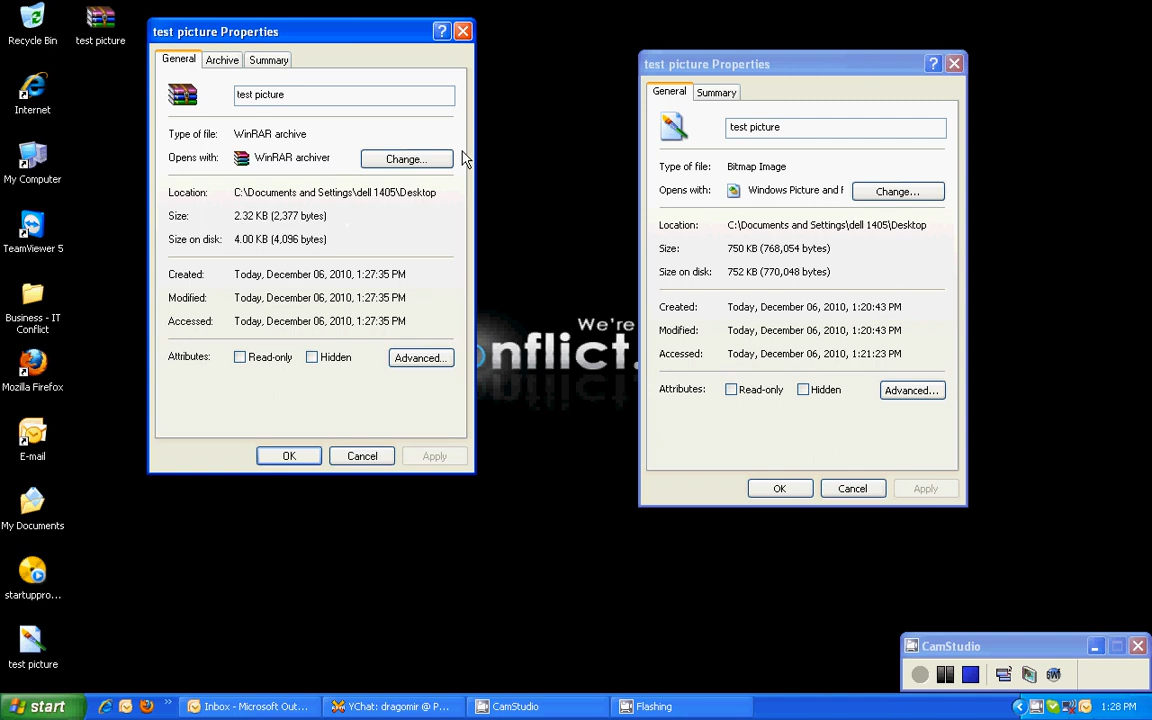 Recycle Bin
test picture
Internet
My Computer
TeamViewer 5
Business - IT
Conflict
Mozilla Firefox
E-mail
My Documents
startuppro...
test picture
test picture Properties
General
Archive
Summary
test picture
Type of file:
WinRAR archive
Opens with:
WinRAR archiver
Change...
Location:
C:\Documents and Settings\dell 1405\Desktop
Size:
2.32 KB (2,377 bytes)
Size on disk:
4.00 KB (4,096 bytes)
Created:
Today, December 06, 2010, 1:27:35 PM
Modified:
Today, December 06, 2010, 1:27:35 PM
Accessed:
Today, December 06, 2010, 1:27:35 PM
Attributes:
Read-only
Hidden
Advanced...
OK
Cancel
Apply
We're
onflict.
test picture Properties
General
Summary
test picture
Type of file:
Bitmap Image
Opens with:
Windows Picture and F
Change...
Location:
C:\Documents and Settings\dell 1405\Desktop
Size:
750 KB (768,054 bytes)
Size on disk:
752 KB (770,048 bytes)
Created:
Today, December 06, 2010, 1:20:43 PM
Modified:
Today, December 06, 2010, 1:20:43 PM
Accessed:
Today, December 06, 2010, 1:21:23 PM
Attributes:
Read-only
Hidden
Advanced...
OK
Cancel
Apply
CamStudio
SWF
start
Inbox - Microsoft Out...
YChat: dragomir @ P...
CamStudio
Flashing
1:28 PM